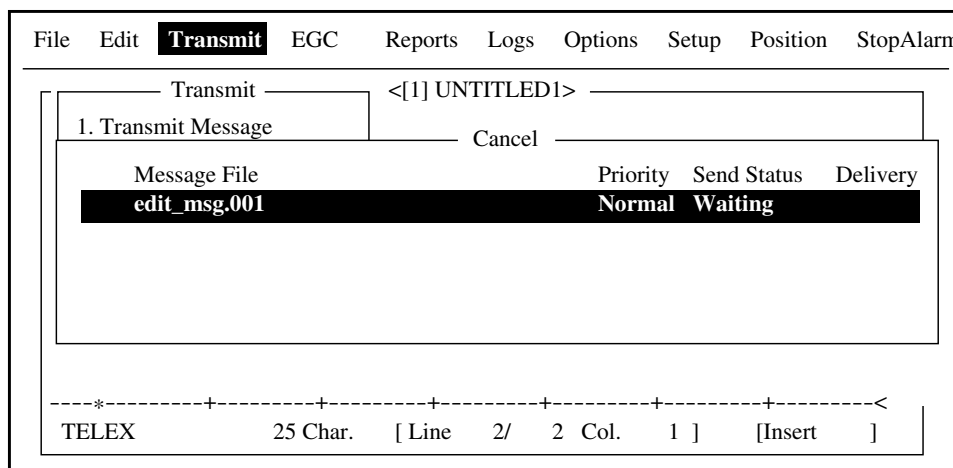 File Edit Transmit EGC Reports Logs Options Setup Position StopAlarm
Transmit <[1] UNTITLED1>
1. Transmit Message
Cancel
Message File Priority Send Status Delivery
edit_msg.001 Normal Waiting
----*---------+---------+---------+---------+---------+---------+---------<
TELEX 25 Char. [ Line 2/ 2 Col. 1 ] [Insert ]